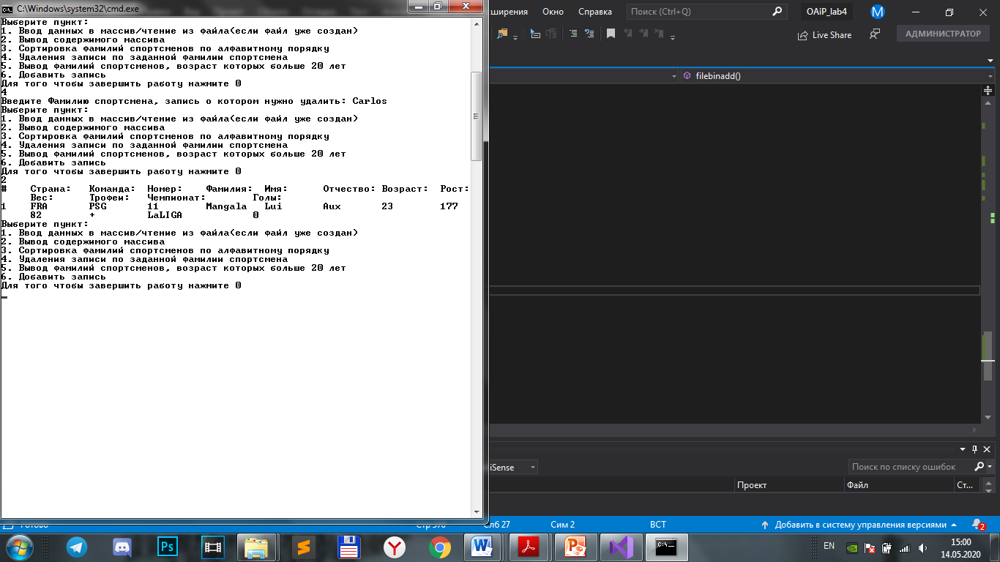 C:\Windows\system32\cmd.exe
Выберите пункт:
1. Ввод данных в массив/чтение из файла(если файл уже создан)
2. Вывод содержимого массива
3. Сортировка фамилий спортсменов по алфавитному порядку
4. Удаления записи по заданной фамилии спортсмена
5. Вывод фамилий спортсменов, возраст которых больше 20 лет
6. Добавить запись
Для того чтобы завершить работу нажмите 0
4
Введите Фамилию спортсмена, запись о котором нужно удалить: Carlos
Выберите пункт:
1. Ввод данных в массив/чтение из файла(если файл уже создан)
2. Вывод содержимого массива
3. Сортировка фамилий спортсменов по алфавитному порядку
4. Удаления записи по заданной фамилии спортсмена
5. Вывод фамилий спортсменов, возраст которых больше 20 лет
6. Добавить запись
Для того чтобы завершить работу нажмите 0
2
# Страна: Команда: Номер: Фамилия: Имя: Отчество: Возраст: Рост:
Вес: Трофеи: Чемпионат: Голы:
1 FRA PSG 11 Mangala Lui Aux 23 177
82 + LaLIGA 0
Выберите пункт:
1. Ввод данных в массив/чтение из файла(если файл уже создан)
2. Вывод содержимого массива
3. Сортировка фамилий спортсменов по алфавитному порядку
4. Удаления записи по заданной фамилии спортсмена
5. Вывод фамилий спортсменов, возраст которых больше 20 лет
6. Добавить запись
Для того чтобы завершить работу нажмите 0
сширения Окно Справка Поиск (Ctrl+Q) OAiP_lab4 M
Live Share АДМИНИСТРАТОР
filebinadd()
iSense Поиск по списку ошибок
Проект Файл Ст...
Слб 27 Сим 2 ВСТ Добавить в систему управления версиями 2
Ps S W P C:\
EN 15:00
14.05.2020